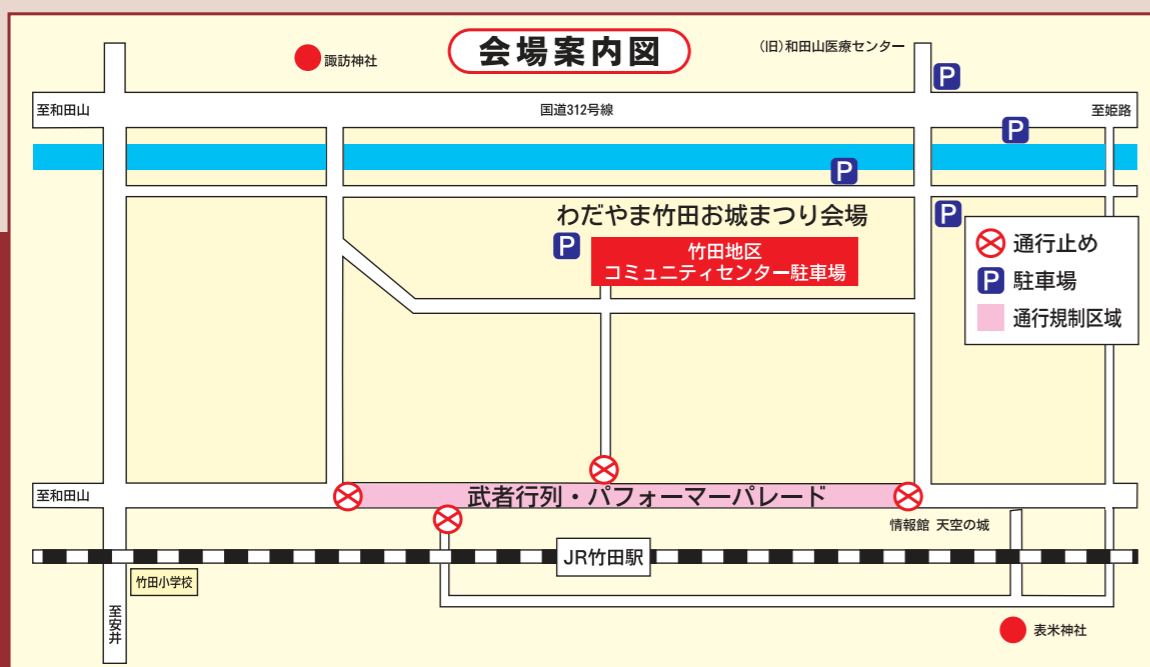 会場案内図
(旧)和田山医療センター
諏訪神社
P
至和田山
国道312号線
至姫路
P
P
わだやま竹田お城まつり会場
P
P
竹田地区
コミュニティセンター駐車場
通行止め
P 駐車場
通行規制区域
至和田山
武者行列・パフォーマーパレード
情報館 天空の城
JR竹田駅
竹田小学校
至安井
表米神社